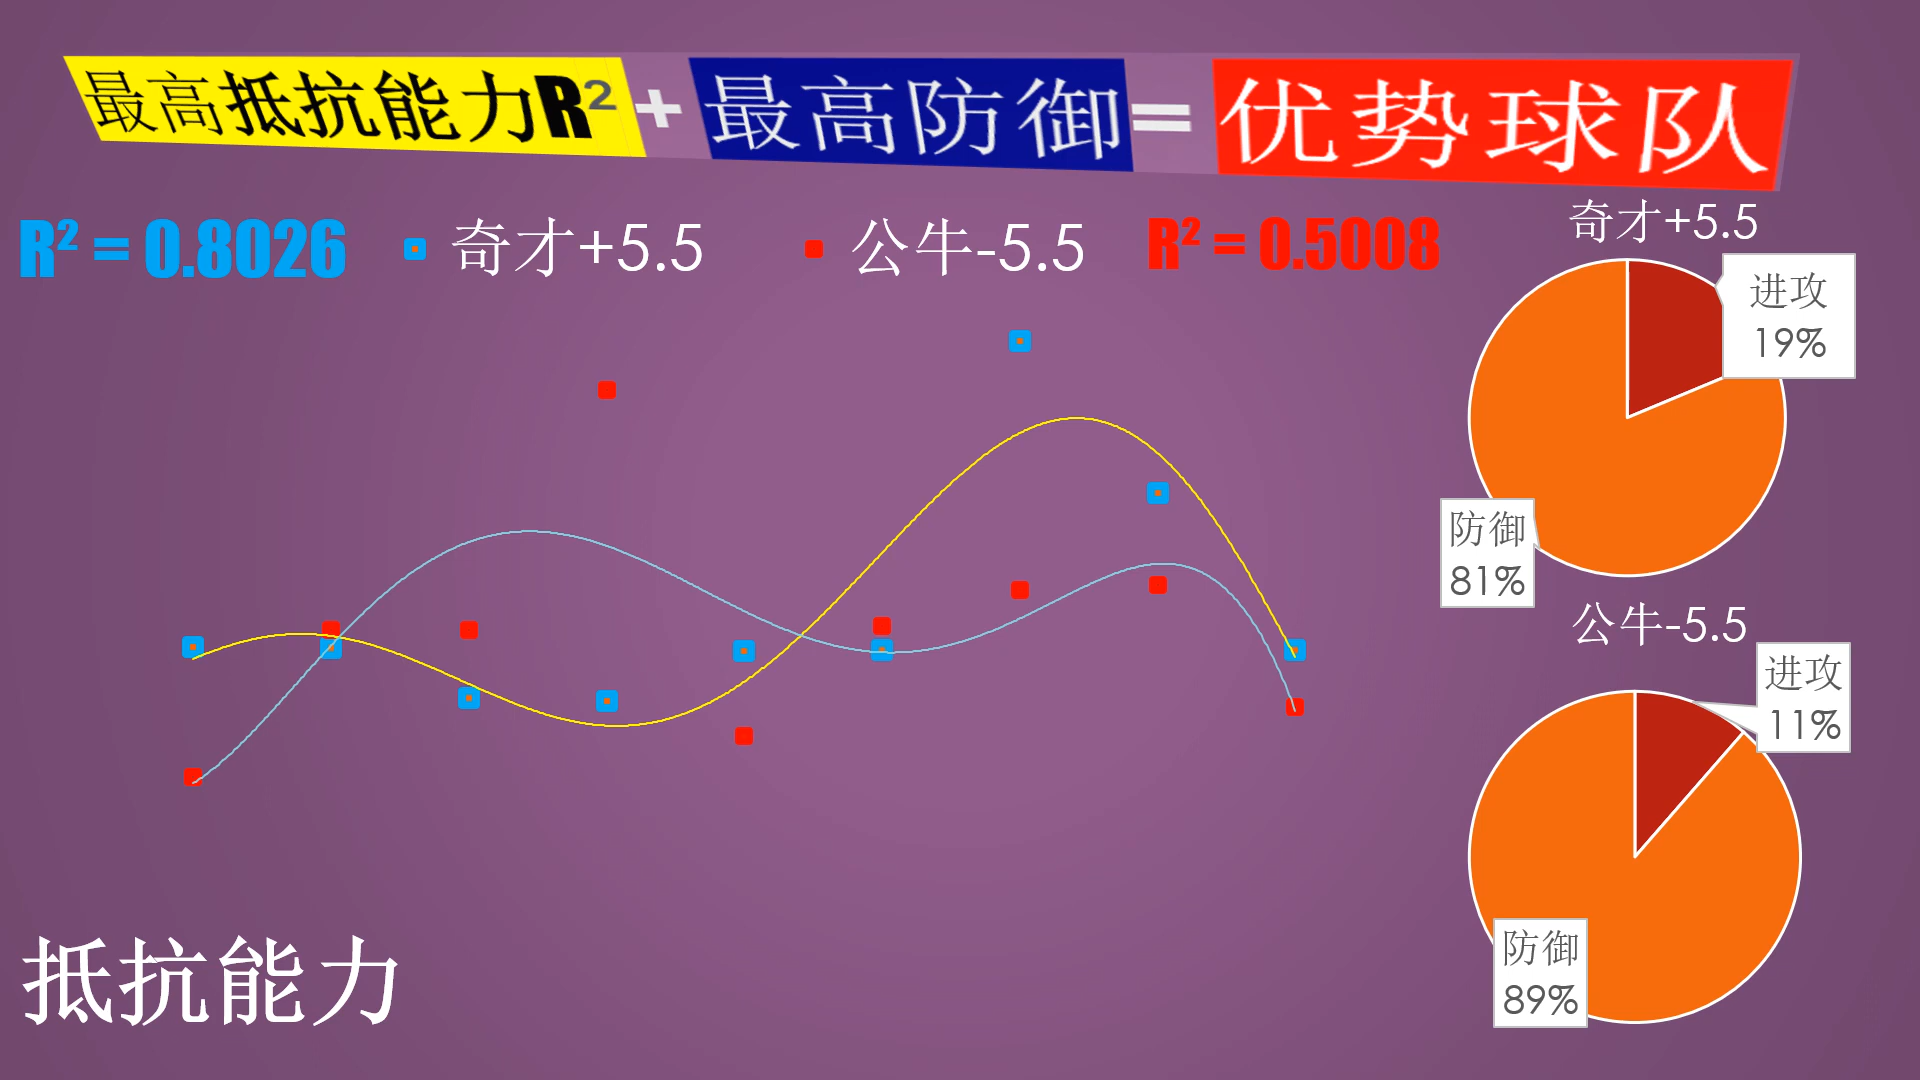 最高抵抗能力R²+最高防御=优势球队
R² = 0.8026 奇才+5.5 公牛-5.5 R² = 0.5008
奇才+5.5
进攻
19%
防御
81%
公牛-5.5
进攻
11%
防御
89%
抵抗能力